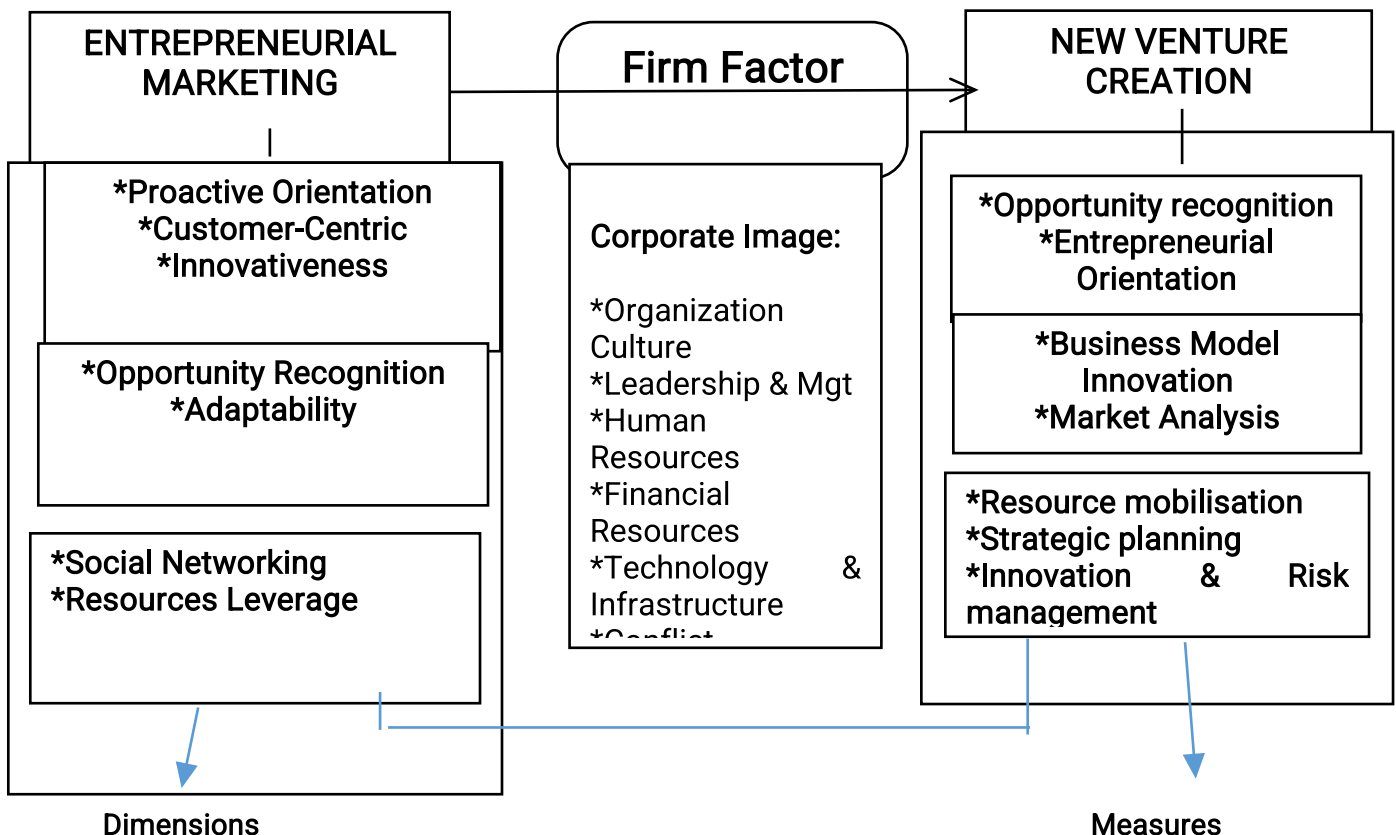 ENTREPRENEURIAL
MARKETING
*Proactive Orientation
*Customer-Centric
*Innovativeness
*Opportunity Recognition
*Adaptability
*Social Networking
*Resources Leverage
Dimensions
Firm Factor
Corporate Image:
*Organization
Culture
*Leadership & Mgt
*Human
Resources
*Financial
Resources
*Technology &
Infrastructure
NEW VENTURE
CREATION
*Opportunity recognition
*Entrepreneurial
Orientation
*Business Model
Innovation
*Market Analysis
*Resource mobilisation
*Strategic planning
*Innovation & Risk
management
Measures